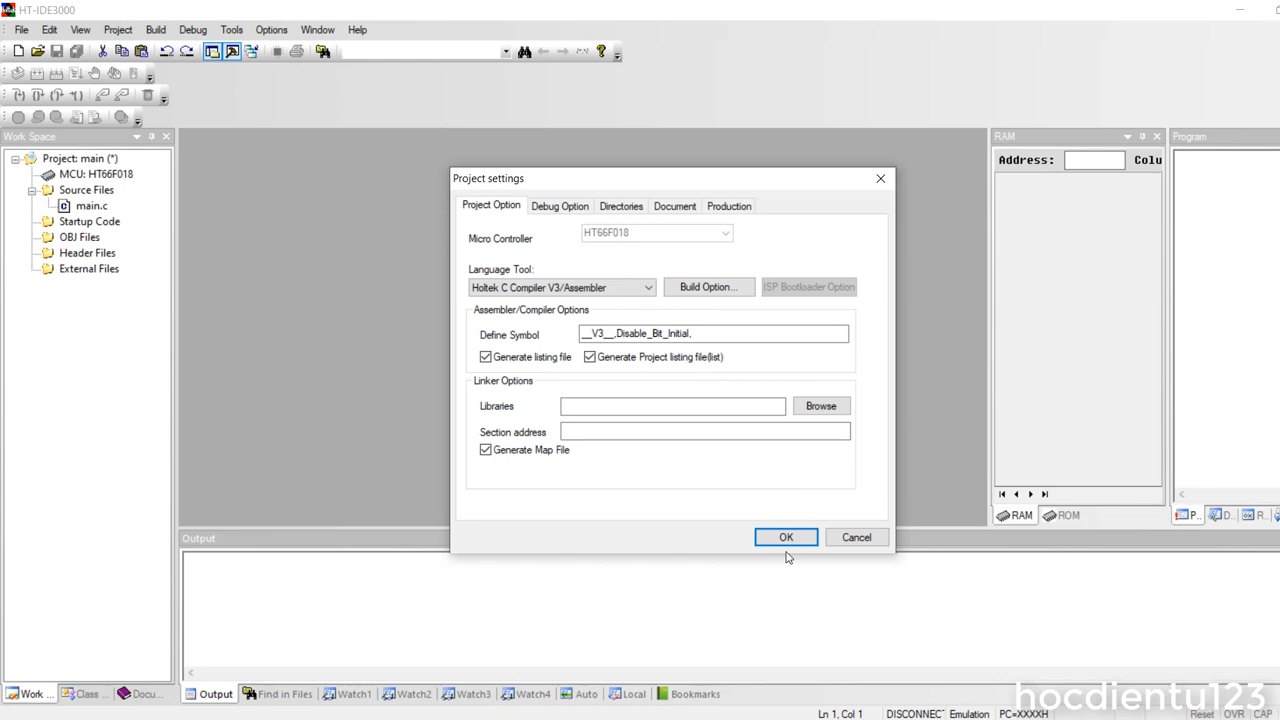 HT-IDE3000
File Edit View Project Build Debug Tools Options Window Help
Work Space
RAM
Program
Project: main (*)
MCU: HT66F018
Source Files
main.c
Startup Code
OBJ Files
Header Files
External Files
Address:
Colu
Project settings
Project Option Debug Option Directories Document Production
Micro Controller HT66F018
Language Tool:
Holtek C Compiler V3/Assembler Build Option... ISP Bootloader Option
Assembler/Compiler Options
Define Symbol __V3__,Disable_Bit_Initial,
Generate listing file Generate Project listing file(list)
Linker Options
Libraries Browse
Section address
Generate Map File
OK Cancel
RAM ROM
P.. D.. R..
Output
Work ... Class ... Docu...
Output Find in Files Watch1 Watch2 Watch3 Watch4 Auto Local Bookmarks
hocdientu123
Ln 1, Col 1 DISCONNECT Emulation PC=XXXXH Reset OVR CAP